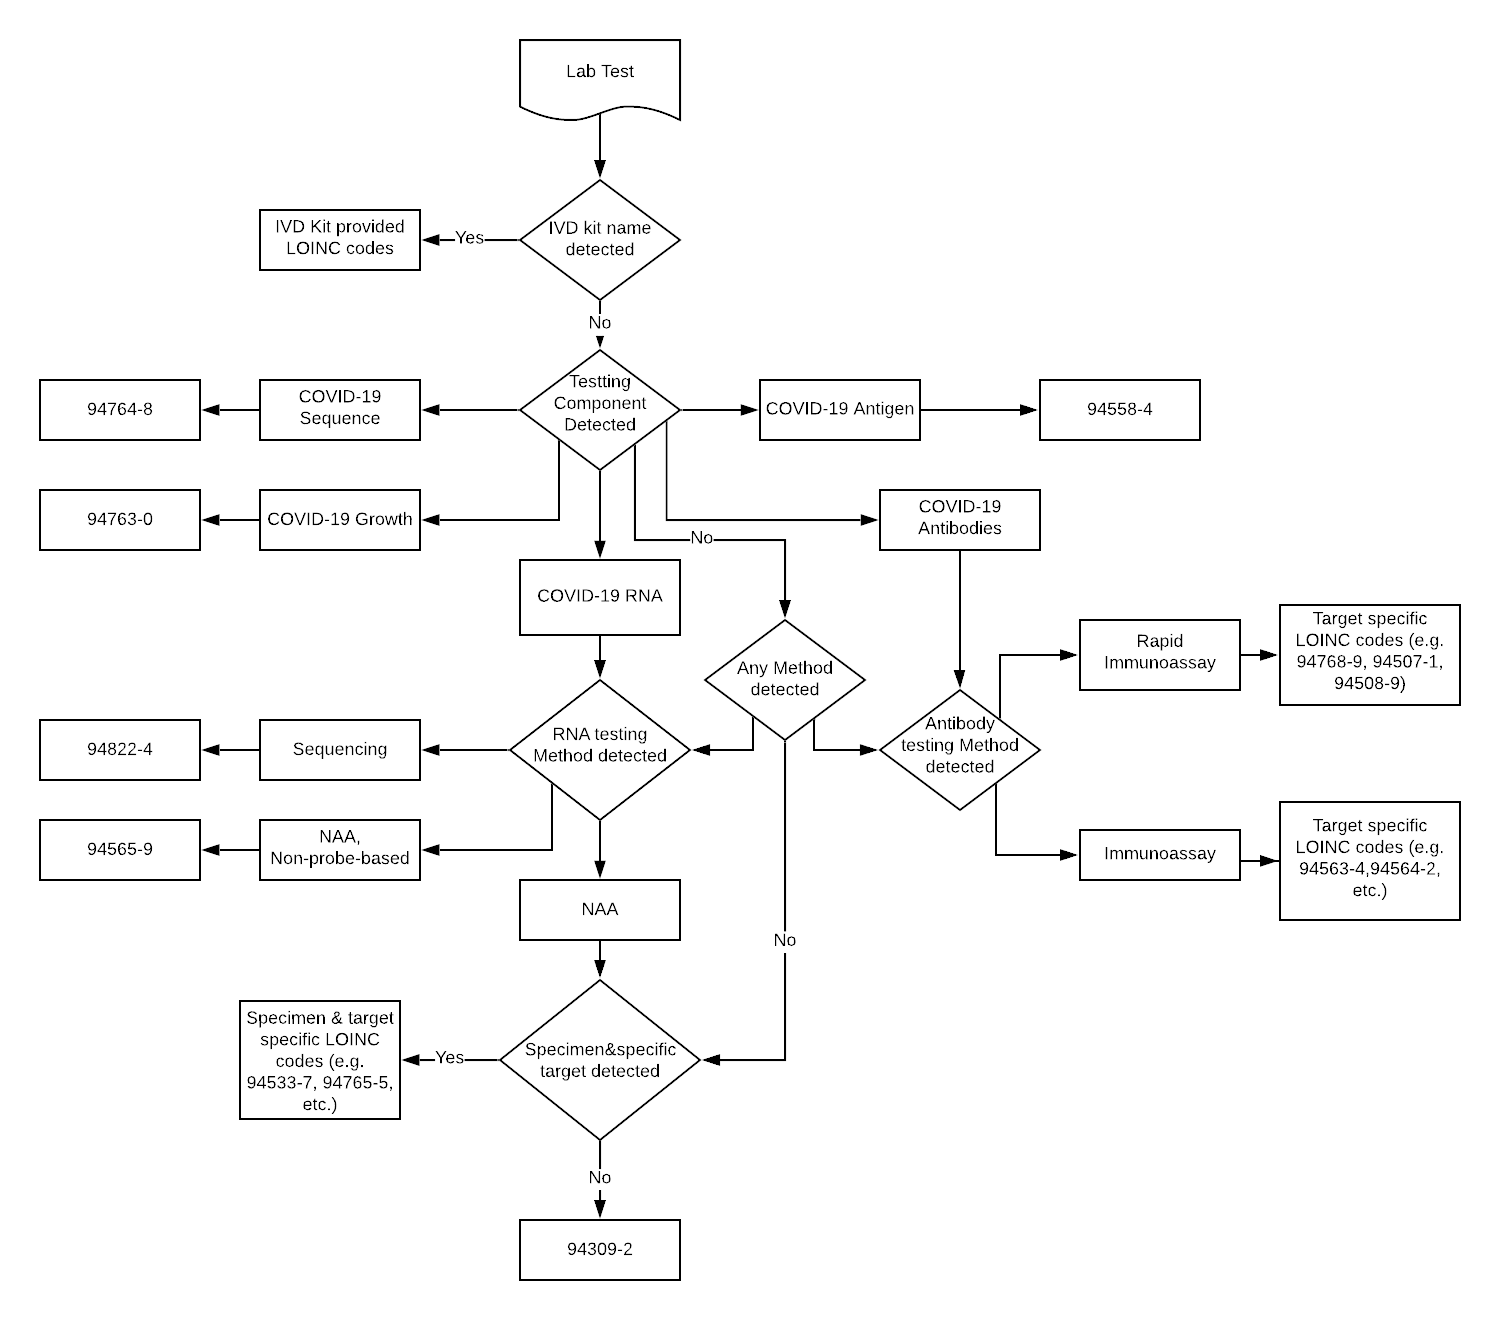 Lab Test
IVD Kit provided
LOINC codes
Yes
IVD kit name
detected
No
94764-8
COVID-19
Sequence
Testting
Component
Detected
COVID-19 Antigen
94558-4
94763-0
COVID-19 Growth
COVID-19
Antibodies
No
COVID-19 RNA
Any Method
detected
Rapid
Immunoassay
Target specific
LOINC codes (e.g.
94768-9, 94507-1,
94508-9)
94822-4
Sequencing
RNA testing
Method detected
Antibody
testing Method
detected
94565-9
NAA,
Non-probe-based
Immunoassay
Target specific
LOINC codes (e.g.
94563-4,94564-2,
etc.)
NAA
No
Specimen & target
specific LOINC
codes (e.g.
94533-7, 94765-5,
etc.)
Yes
Specimen&specific
target detected
No
94309-2